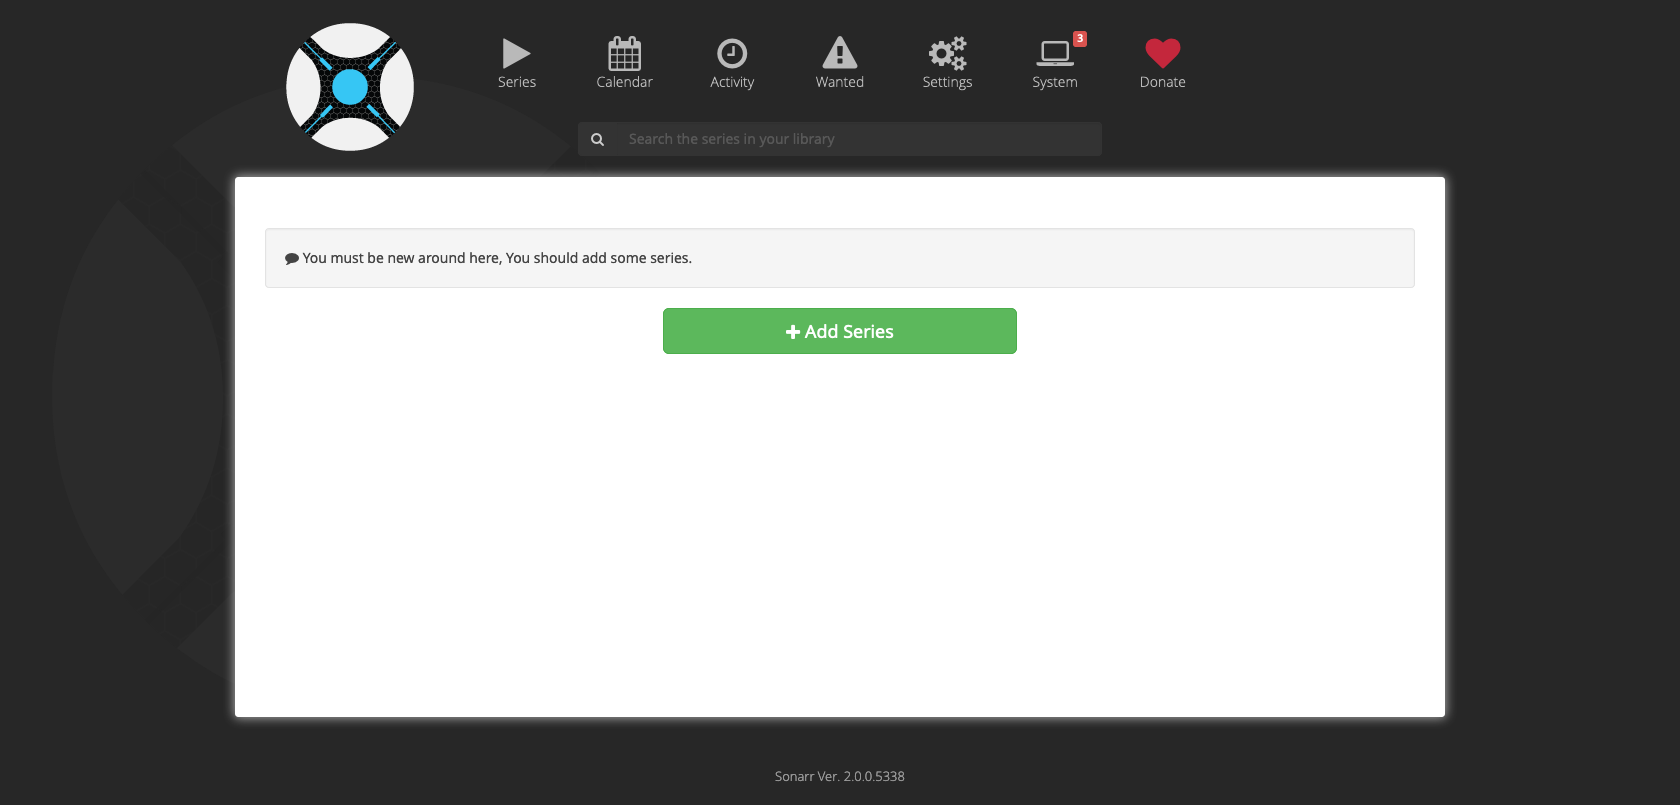 Series
Calendar
Activity
Wanted
Settings
3
System
Donate
Search the series in your library
You must be new around here, You should add some series.
Add Series
Sonarr Ver. 2.0.0.5338